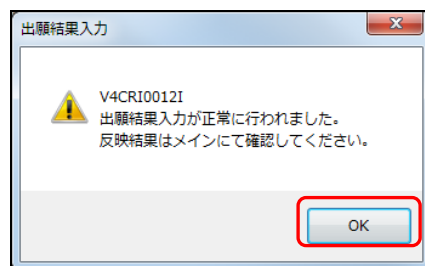 出願結果入力
V4CRI0012I
出願結果入力が正常に行われました。
反映結果はメインにて確認してください。
OK